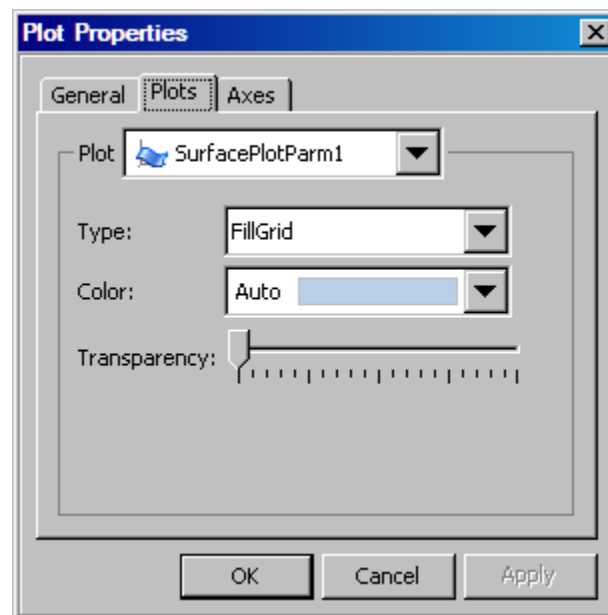 Plot Properties
General Plots Axes
Plot SurfacePlotParm1
Type: FillGrid
Color: Auto
Transparency:
OK Cancel Apply